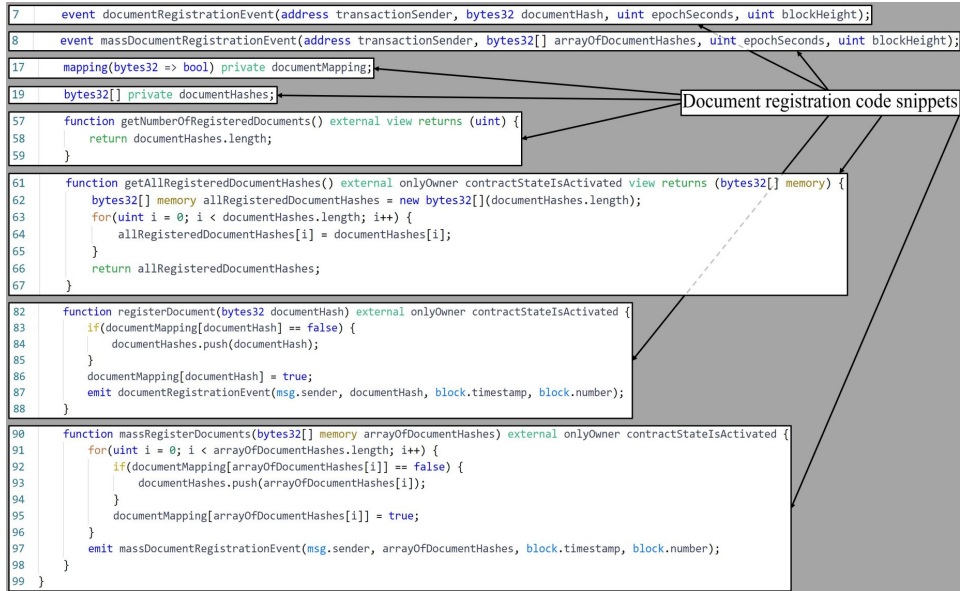 7 event documentRegistrationEvent(address transactionSender, bytes32 documentHash, uint epochSeconds, uint blockHeight);
8 event massDocumentRegistrationEvent(address transactionSender, bytes32[] arrayOfDocumentHashes, uint epochSeconds, uint blockHeight);
17 mapping(bytes32 => bool) private documentMapping;
19 bytes32[] private documentHashes;
Document registration code snippets
57 function getNumberOfRegisteredDocuments() external view returns (uint) {
58 return documentHashes.length;
59 }
61 function getAllRegisteredDocumentHashes() external onlyOwner contractStateIsActivated view returns (bytes32[] memory) {
62 bytes32[] memory allRegisteredDocumentHashes = new bytes32[](documentHashes.length);
63 for(uint i = 0; i < documentHashes.length; i++) {
64 allRegisteredDocumentHashes[i] = documentHashes[i];
65 }
66 return allRegisteredDocumentHashes;
67 }
82 function registerDocument(bytes32 documentHash) external onlyOwner contractStateIsActivated {
83 if(documentMapping[documentHash] == false) {
84 documentHashes.push(documentHash);
85 }
86 documentMapping[documentHash] = true;
87 emit documentRegistrationEvent(msg.sender, documentHash, block.timestamp, block.number);
88 }
90 function massRegisterDocuments(bytes32[] memory arrayOfDocumentHashes) external onlyOwner contractStateIsActivated {
91 for(uint i = 0; i < arrayOfDocumentHashes.length; i++) {
92 if(documentMapping[arrayOfDocumentHashes[i]] == false) {
93 documentHashes.push(arrayOfDocumentHashes[i]);
94 }
95 documentMapping[arrayOfDocumentHashes[i]] = true;
96 }
97 emit massDocumentRegistrationEvent(msg.sender, arrayOfDocumentHashes, block.timestamp, block.number);
98 }
99 }